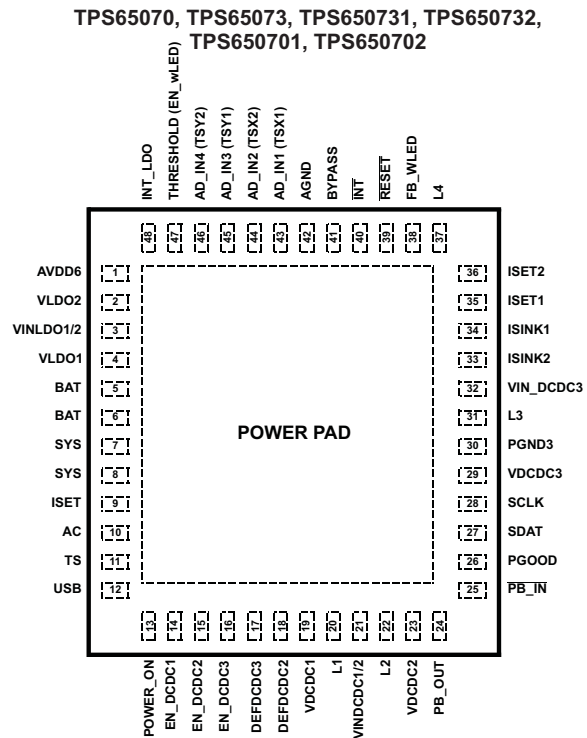 TPS65070, TPS65073, TPS650731, TPS650732,
TPS650701, TPS650702
INT_LDO
THRESHOLD (EN_wLED)
AD_IN4 (TSY2)
AD_IN3 (TSY1)
AD_IN2 (TSX2)
AD_IN1 (TSX1)
AGND
BYPASS
INT
RESET
FB_WLED
L4
48
47
46
45
44
43
42
41
40
39
38
37
AVDD6 1
VLDO2 2
VINLDO1/2 3
VLDO1 4
BAT 5
BAT 6
SYS 7
SYS 8
ISET 9
AC 10
TS 11
USB 12
POWER PAD
36 ISET2
35 ISET1
34 ISINK1
33 ISINK2
32 VIN_DCDC3
31 L3
30 PGND3
29 VDCDC3
28 SCLK
27 SDAT
26 PGOOD
25 PB_IN
13
14
15
16
17
18
19
20
21
22
23
24
POWER_ON
EN_DCDC1
EN_DCDC2
EN_DCDC3
DEFDCDC3
DEFDCDC2
VDCDC1
L1
VINDCDC1/2
L2
VDCDC2
PB_OUT